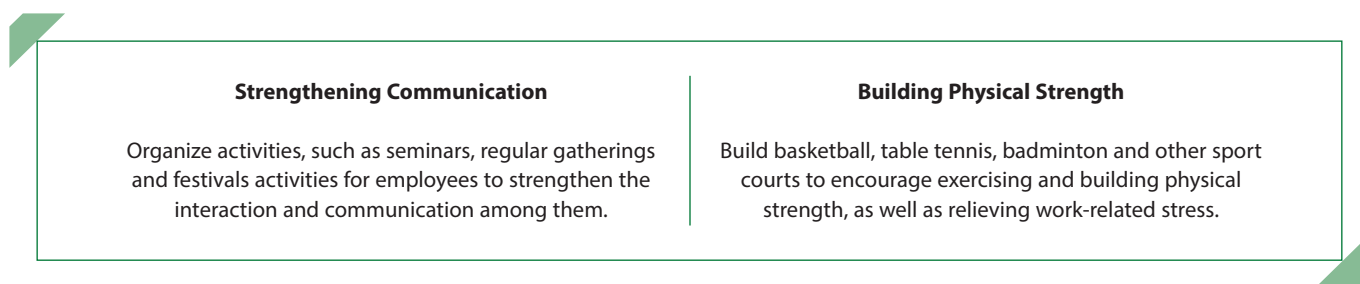 Strengthening Communication
Organize activities, such as seminars, regular gatherings
and festivals activities for employees to strengthen the
interaction and communication among them.
Building Physical Strength
Build basketball, table tennis, badminton and other sport
courts to encourage exercising and building physical
strength, as well as relieving work-related stress.